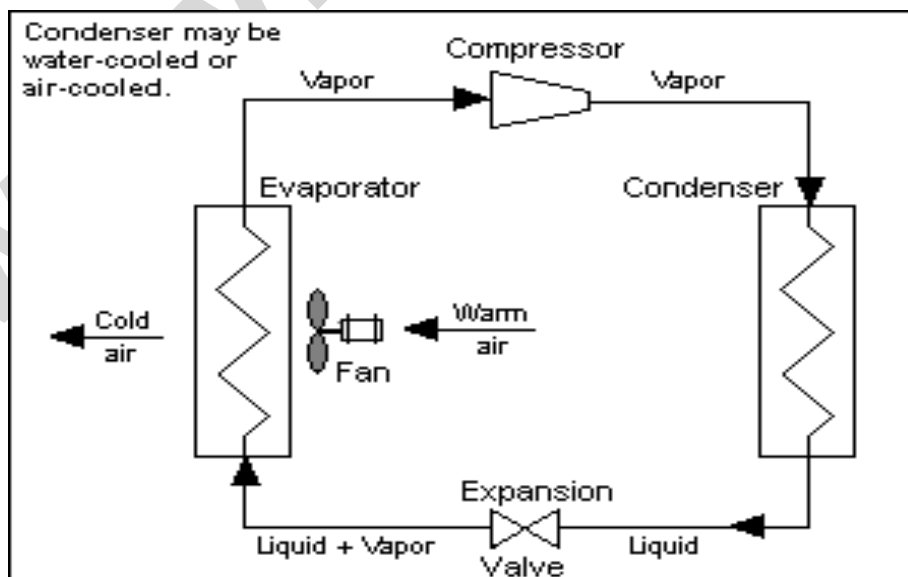 Condenser may be
water-cooled or
air-cooled.
Compressor
Vapor
Vapor
Evaporator
Condenser
Cold
air
Warm
air
Fan
Expansion
Valve
Liquid + Vapor
Liquid